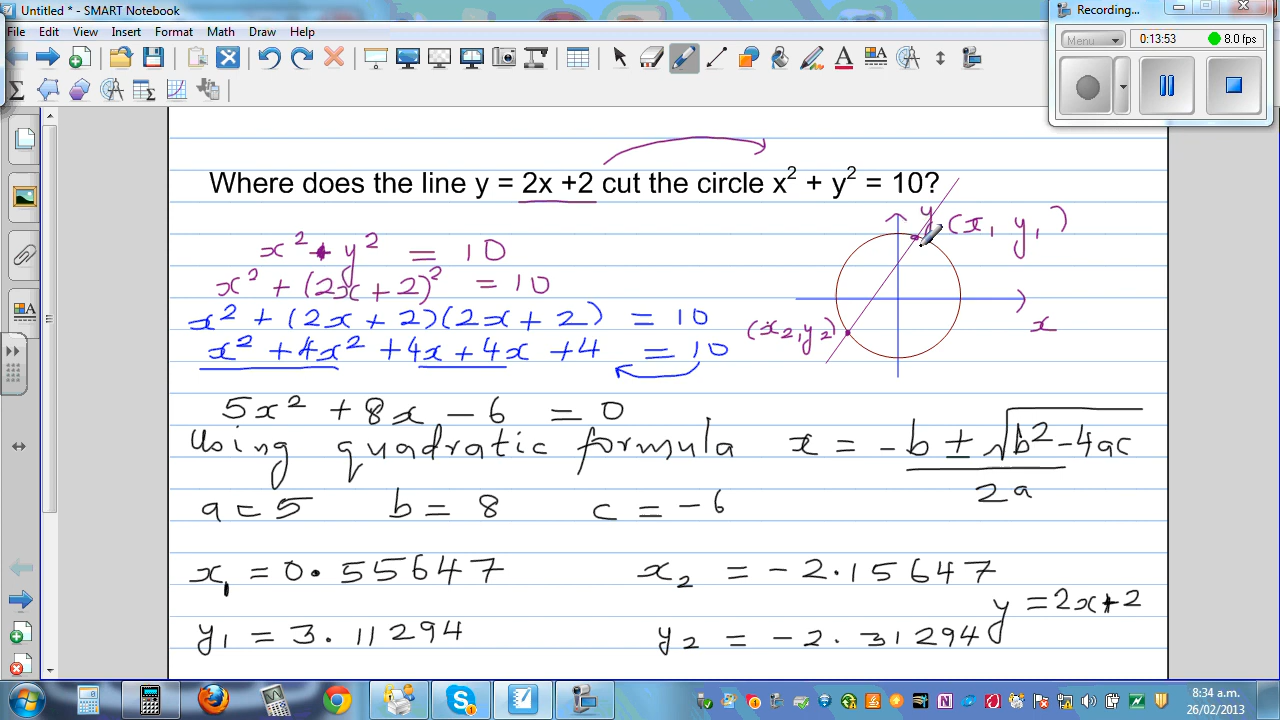 Untitled * - SMART Notebook
File Edit View Insert Format Math Draw Help
Recording...
Menu 0:13:53 8.0 fps
Where does the line y = 2x +2 cut the circle x² + y² = 10?
x² + y² = 10
x² + (2x + 2)² = 10
x² + (2x + 2)(2x + 2) = 10
x² + 4x² + 4x + 4x + 4 = 10
y
(x₁ y₁)
x
(x₂, y₂)
5x² + 8x - 6 = 0
Using quadratic formula x = -b ± √b² - 4ac
2a
a = 5 b = 8 c = -6
x₁ = 0.55647 x₂ = -2.15647
y = 2x+2
y₁ = 3.11294 y₂ = -2.31294
8:34 a.m.
26/02/2013